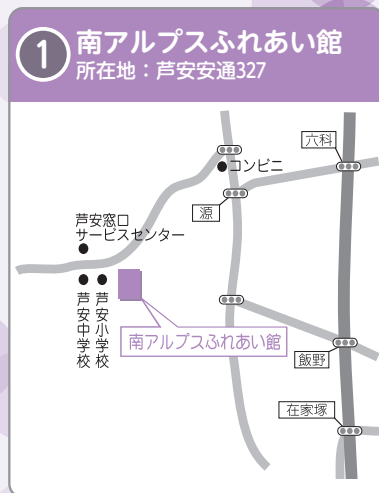 1
南アルプスふれあい館
所在地：芦安安通327
六科
コンビニ
源
芦安窓口
サービスセンター
芦安中学校
芦安小学校
南アルプスふれあい館
飯野
在家塚